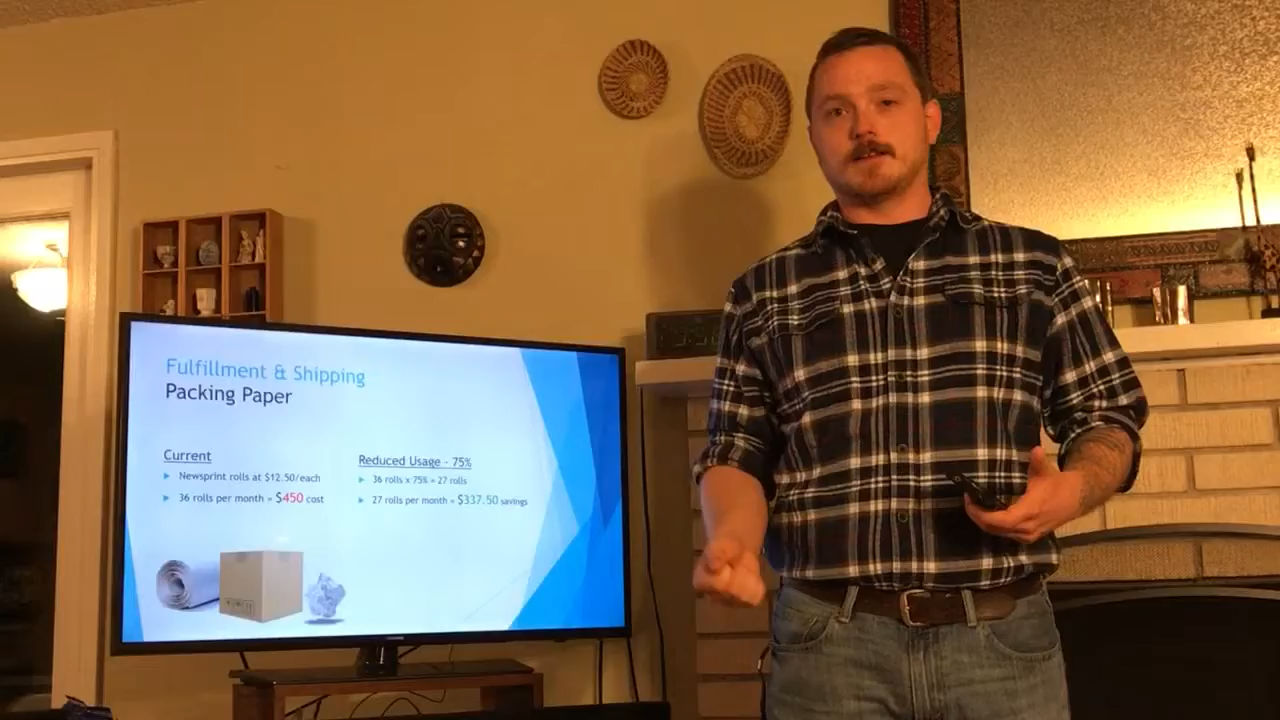 Fulfillment & Shipping
Packing Paper
Current
Newsprint rolls at $12.50/each
36 rolls per month = $450 cost
Reduced Usage - 75%
36 rolls x 75% = 27 rolls
27 rolls per month = $337.50 savings